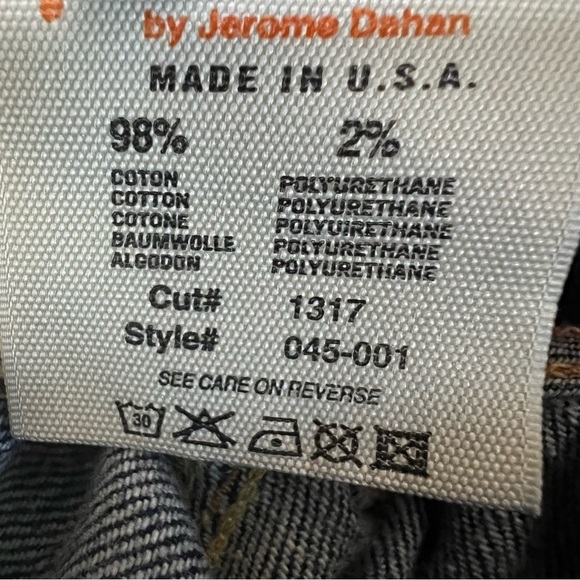 by Jerome Dahan
MADE IN U.S.A.
98% 2%
COTON POLYURETHANE
COTTON POLYURETHANE
COTONE POLYUIRETHANE
BAUMWOLLE POLYURETHANE
ALGODON POLYURETHANE
Cut# 1317
Style# 045-001
SEE CARE ON REVERSE
30